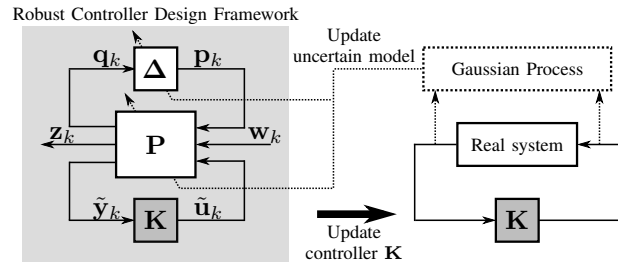 Robust Controller Design Framework
q_k
Δ
p_k
Update
uncertain model
Gaussian Process
z_k
P
w_k
Real system
ỹ_k
K
ũ_k
Update
controller K
K